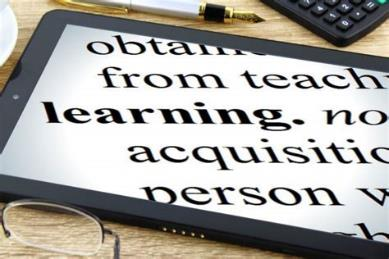 obtain
from teach
learning. no
acquisitio
person w